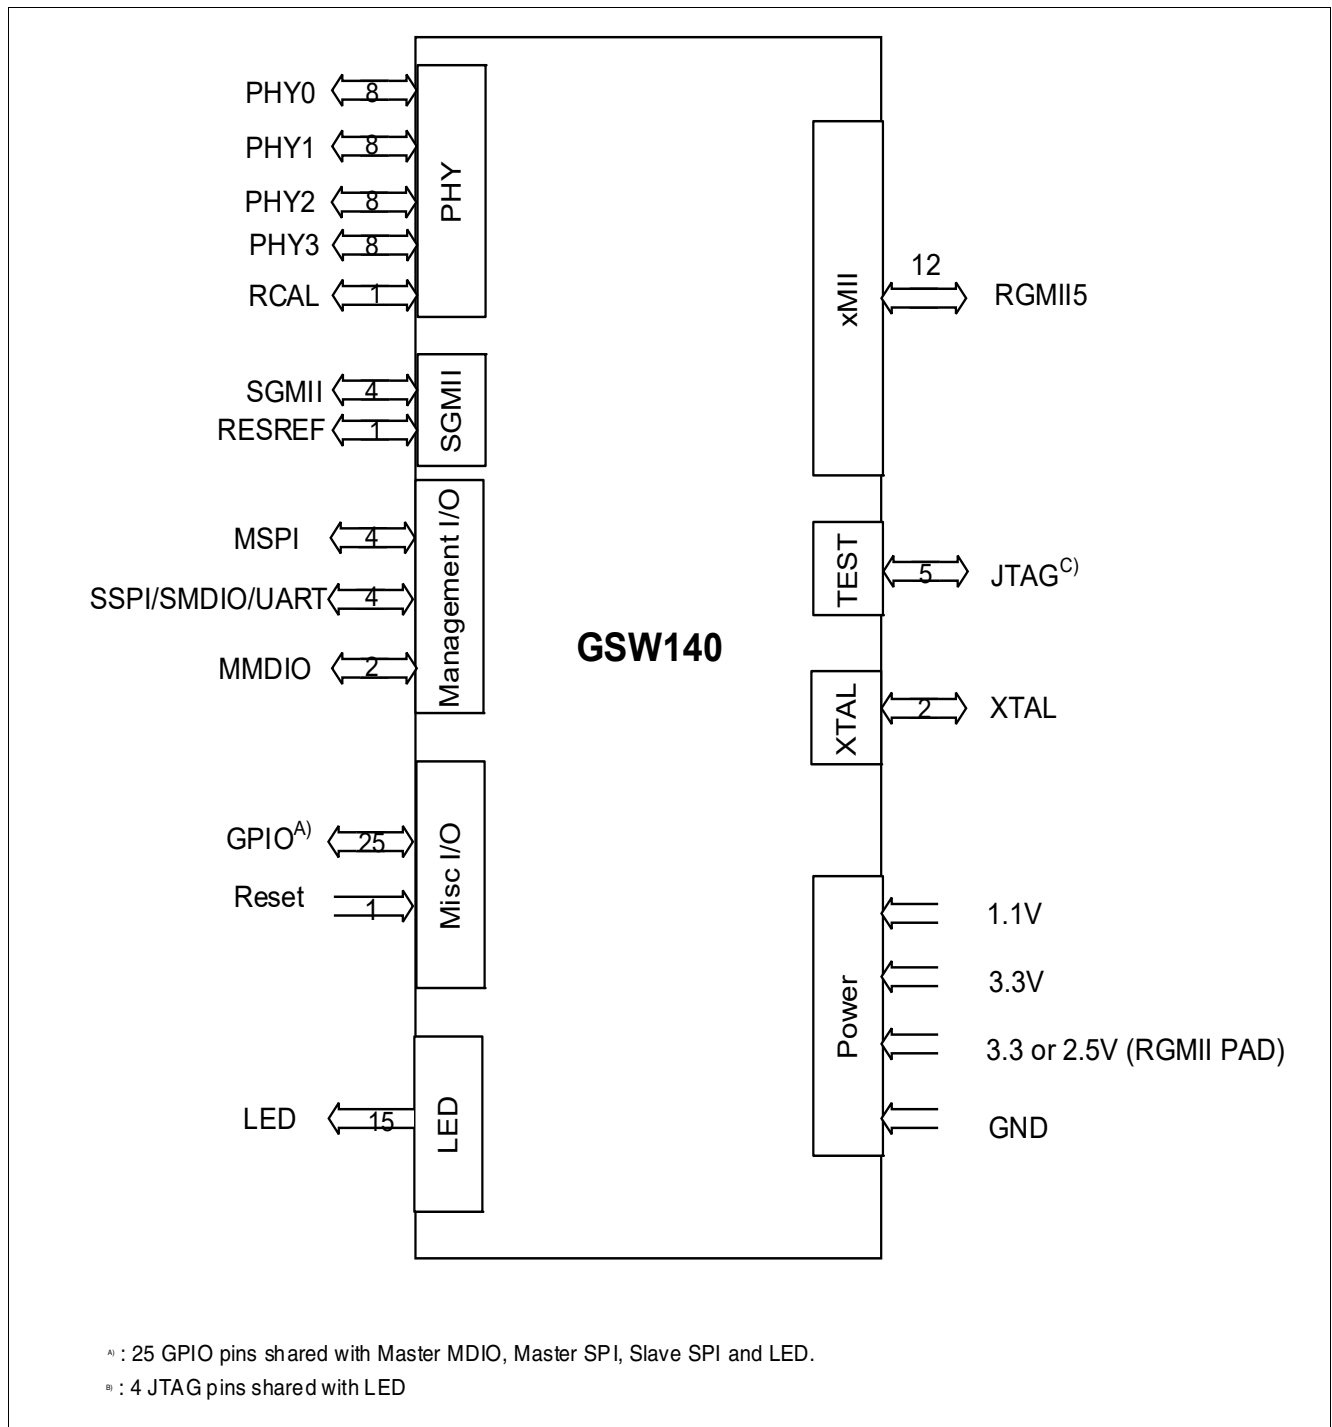 PHY0 8
PHY1 8
PHY2 8
PHY3 8
RCAL 1
PHY
SGMII 4
RESREF 1
SGMII
MSPI 4
SSPI/SMDIO/UART 4
MMDIO 2
Management I/O
GPIO A) 25
Reset 1
Misc I/O
LED 15
LED
GSW140
xMII
12
RGMII5
TEST
5 JTAG C)
XTAL
2 XTAL
Power
1.1V
3.3V
3.3 or 2.5V (RGMII PAD)
GND
A) : 25 GPIO pins shared with Master MDIO, Master SPI, Slave SPI and LED.
B) : 4 JTAG pins shared with LED